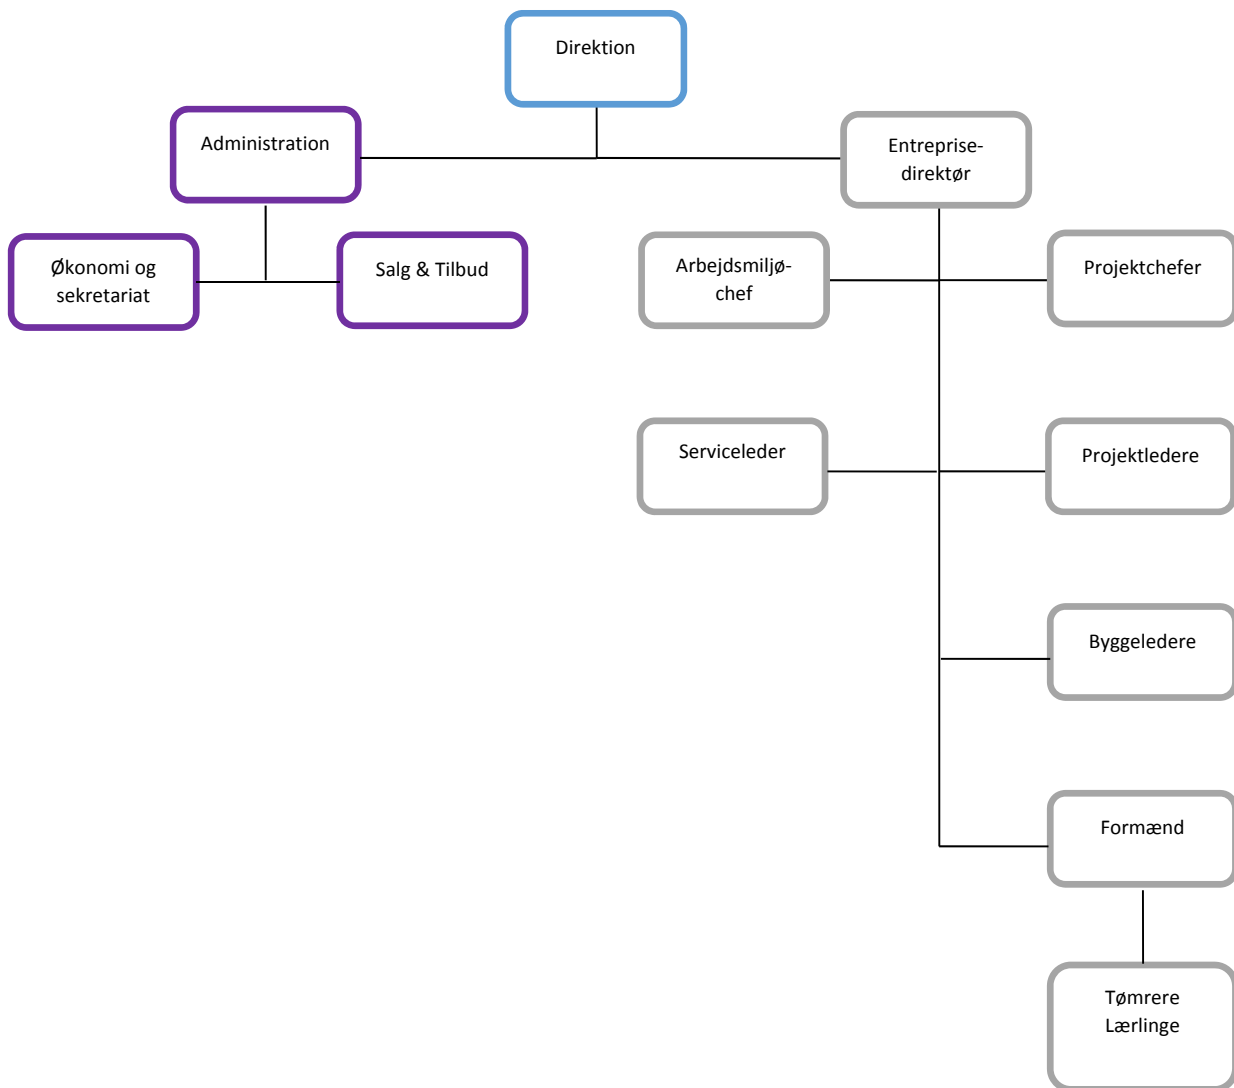 Direktion
Administration
Entreprise-
direktør
Økonomi og
sekretariat
Salg & Tilbud
Arbejdsmiljø-
chef
Projektchefer
Serviceleder
Projektledere
Byggeledere
Formænd
Tømrere
Lærlinge